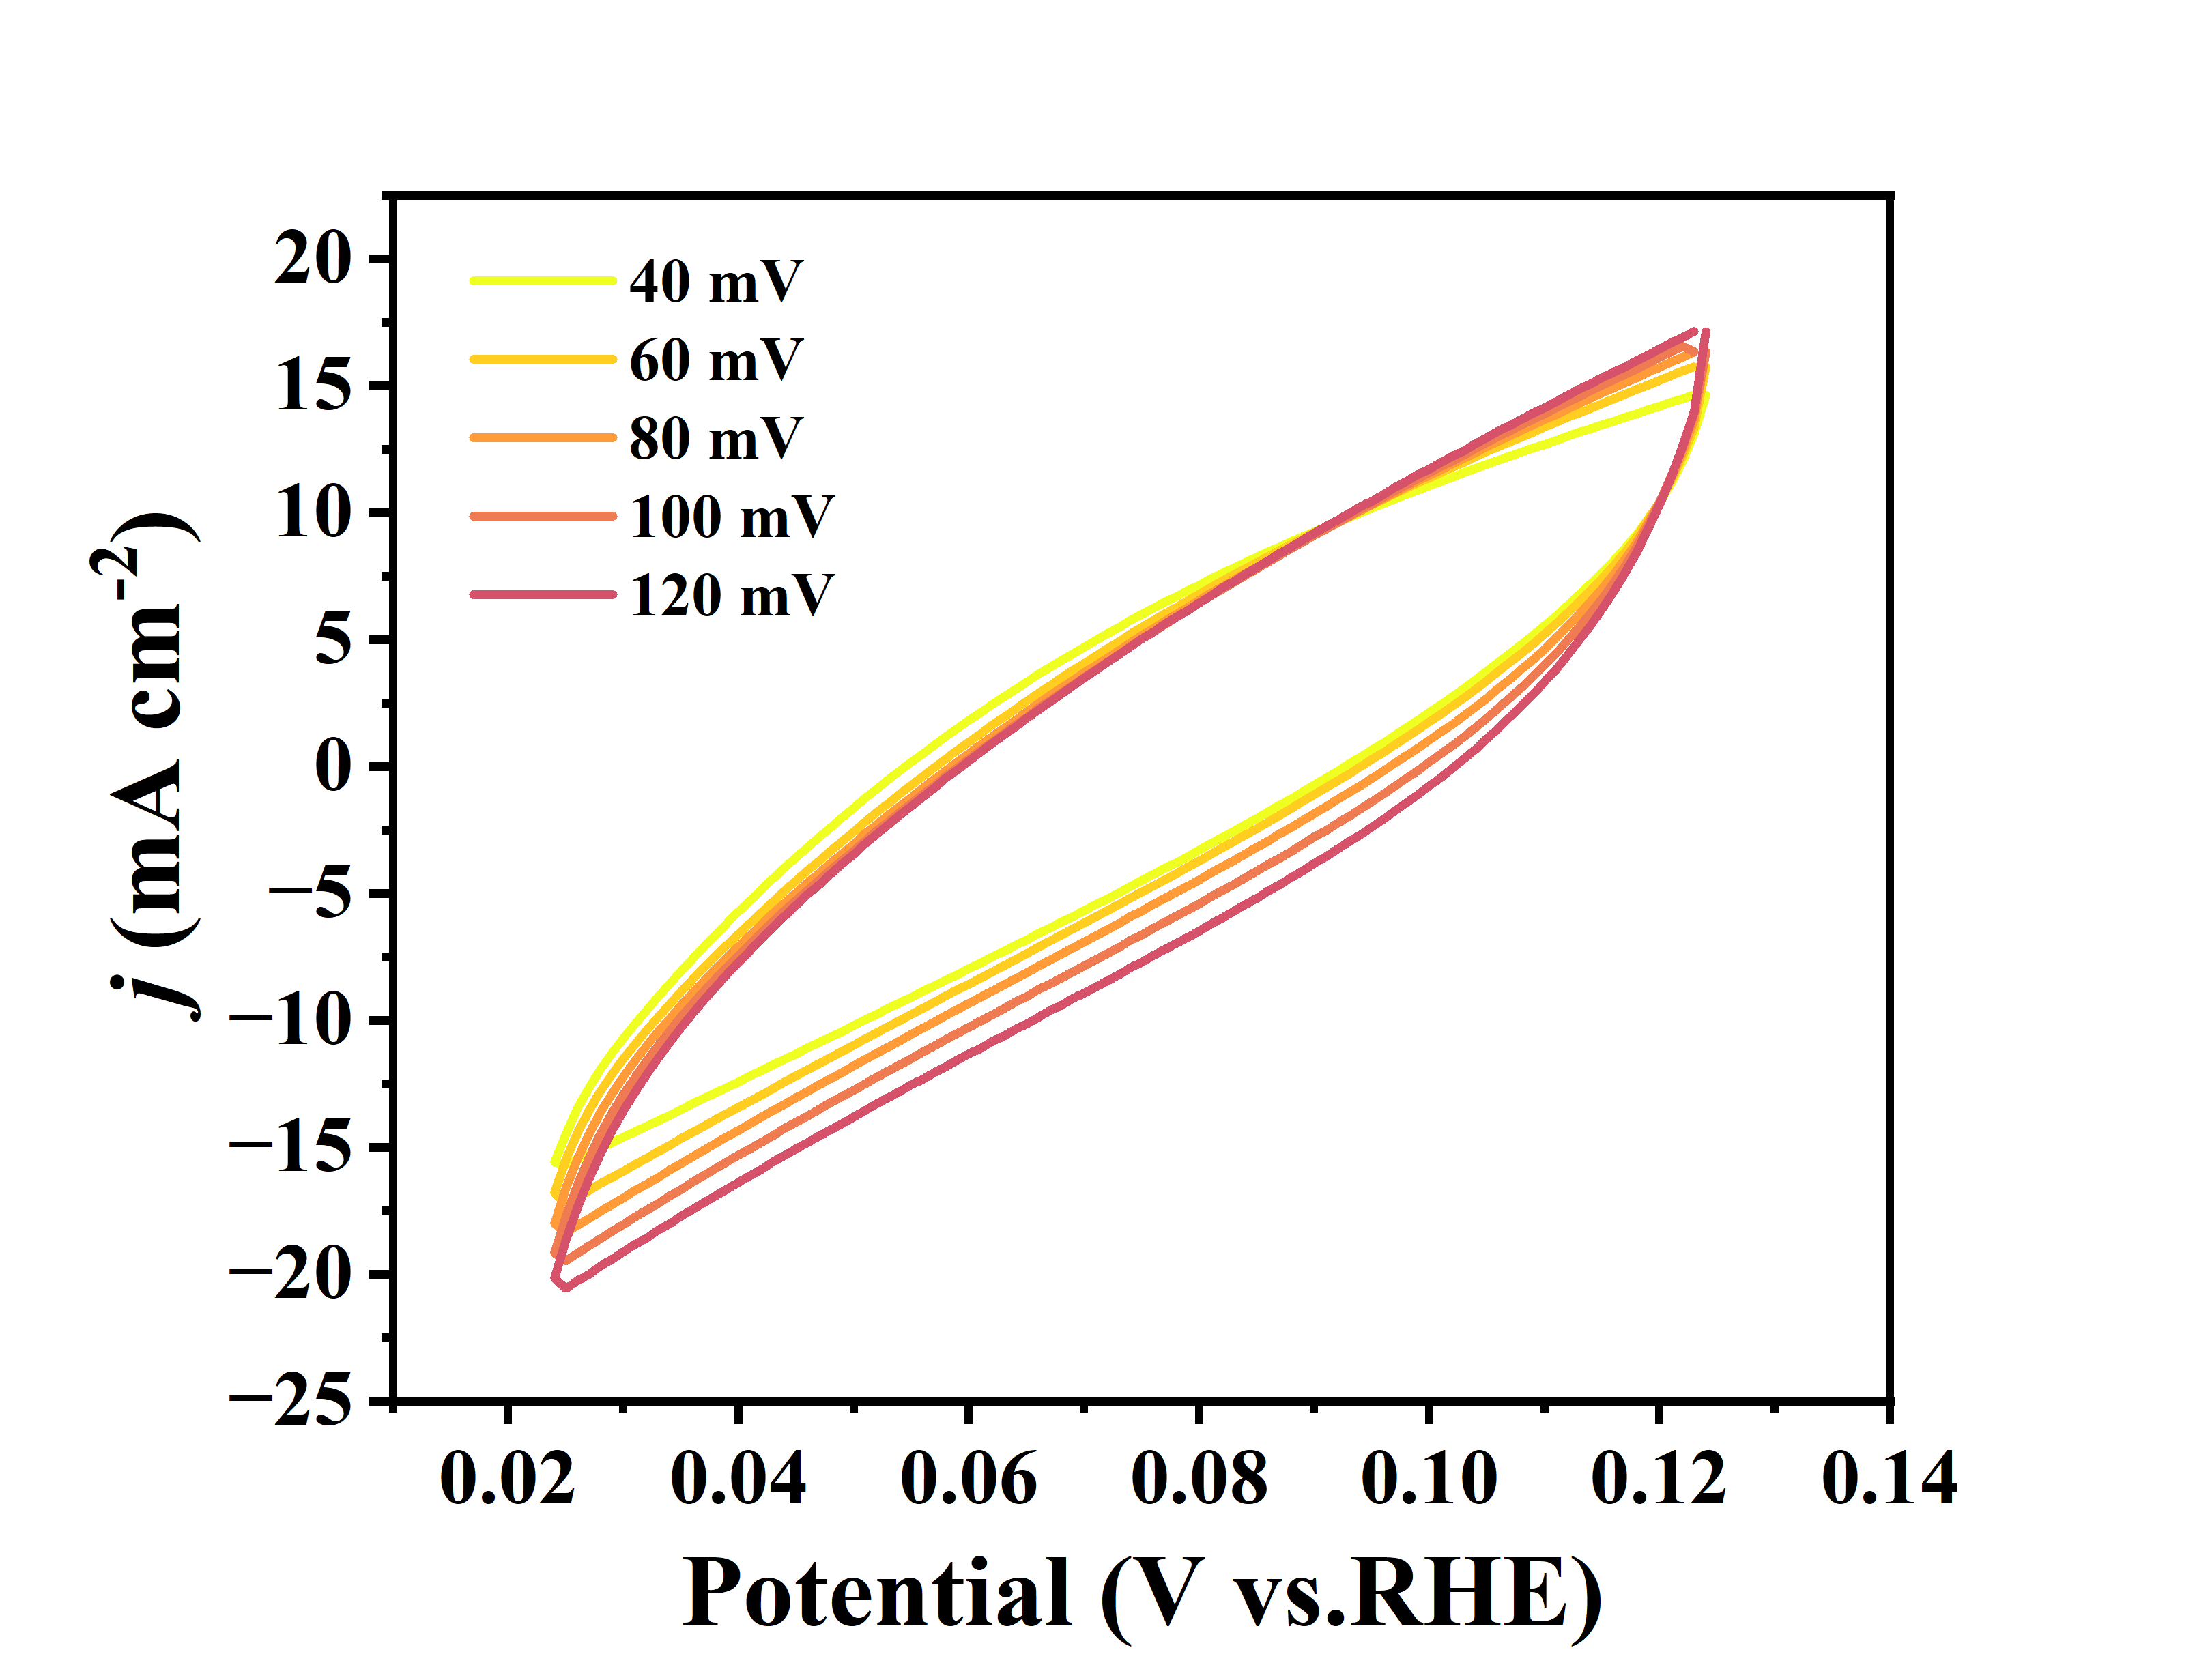 20
15
10
5
0
−5
−10
−15
−20
−25
40 mV
60 mV
80 mV
100 mV
120 mV
j (mA cm-2)
0.02 0.04 0.06 0.08 0.10 0.12 0.14
Potential (V vs.RHE)